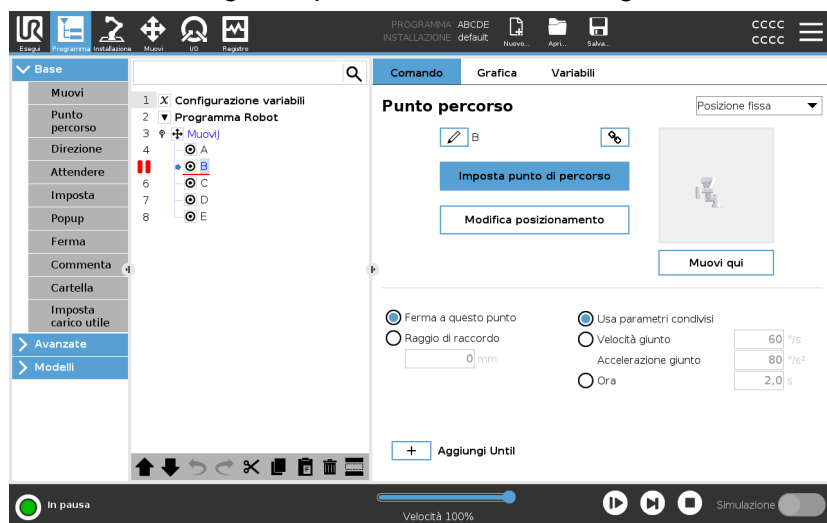 PROGRAMMA ABCDE
INSTALLAZIONE default
Nuovo...
Apri...
Salva...
cccc
cccc
Esegui
Programma
Installazione
Muovi
I/O
Registro
Base
Muovi
Punto
percorso
Direzione
Attendere
Imposta
Popup
Ferma
Commenta
Cartella
Imposta
carico utile
Avanzate
Modelli
1 X Configurazione variabili
2 Programma Robot
3 MuoviJ
4 A
B
6 C
7 D
8 E
Comando
Grafica
Variabili
Punto percorso
Posizione fissa
B
Imposta punto di percorso
Modifica posizionamento
Muovi qui
Ferma a questo punto
Raggio di raccordo
0 mm
Usa parametri condivisi
Velocità giunto 60 °/s
Accelerazione giunto 80 °/s²
Ora 2,0 s
+ Aggiungi Until
In pausa
Velocità 100%
Simulazione